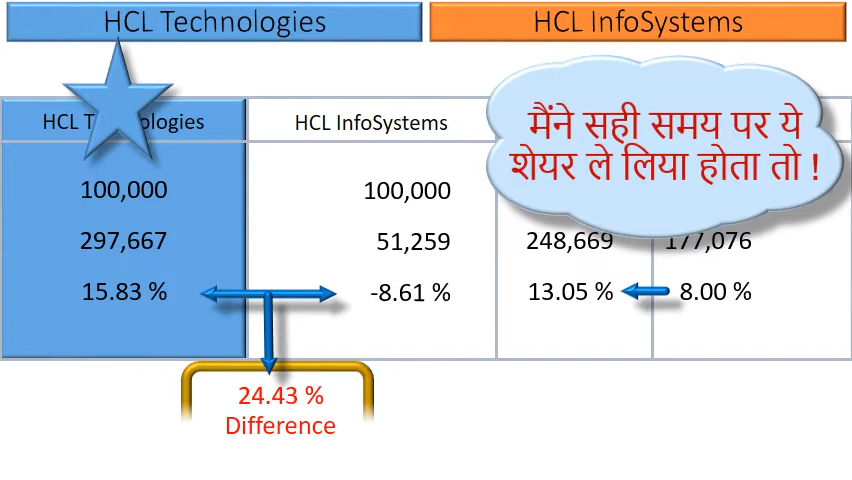 HCL Technologies
HCL InfoSystems
HCL T ologies HCL InfoSystems
मैंने सही समय पर ये
शेयर ले लिया होता तो !
100,000 100,000
297,667 51,259 248,669 177,076
15.83 % -8.61 % 13.05 % 8.00 %
24.43 %
Difference